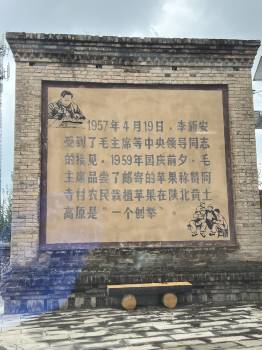 1957年4月19日,李新安
受到了毛主席等中央领导同志
的接见。1959年国庆前夕,毛
主席品尝了邮寄的苹果称赞阿
寺村农民栽植苹果在陕北黄土
高原是“一个创举”。